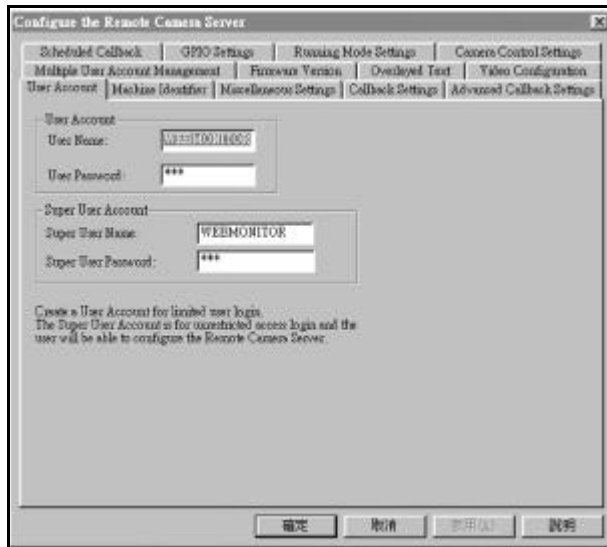 Configure the Remote Camera Server
Scheduled Callback GPIO Settings Running Mode Settings Camera Control Settings
Multiple User Account Management Firmware Version Overlayed Text Video Configuration
User Account Machine Identifier Miscellaneous Settings Callback Settings Advanced Callback Settings
User Account
User Name:
User Password: ***
Super User Account
Super User Name: WEBMONITOR
Super User Password: ***
Create a User Account for limited user login.
The Super User Account is for unrestricted access login and the
user will be able to configure the Remote Camera Server.
確定 取消 套用(A) 說明